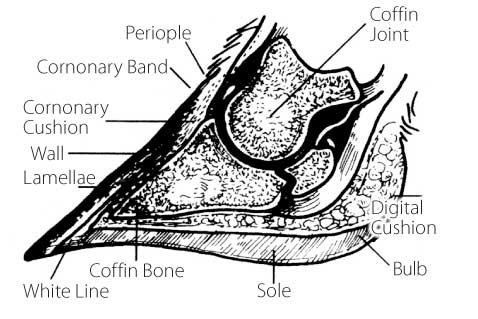 Coffin
Joint
Periople
Cornonary Band
Cornonary
Cushion
Wall
Lamellae
Digital
Cushion
Coffin Bone
Bulb
White Line
Sole